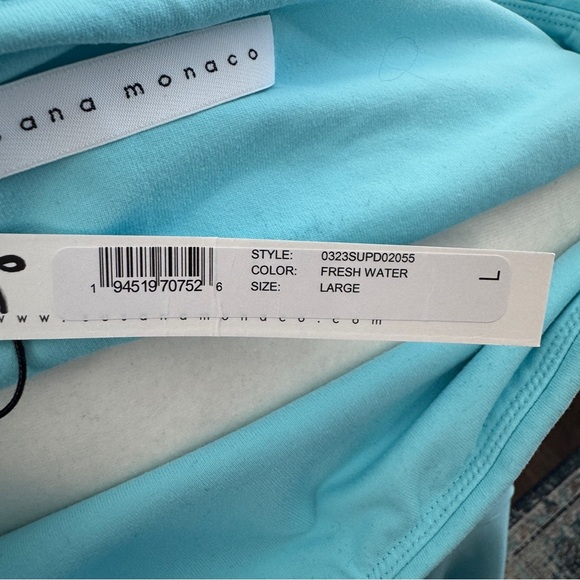 ana monaco
STYLE: 0323SUPD02055
COLOR: FRESH WATER
SIZE: LARGE
L
1 94519 70752 6